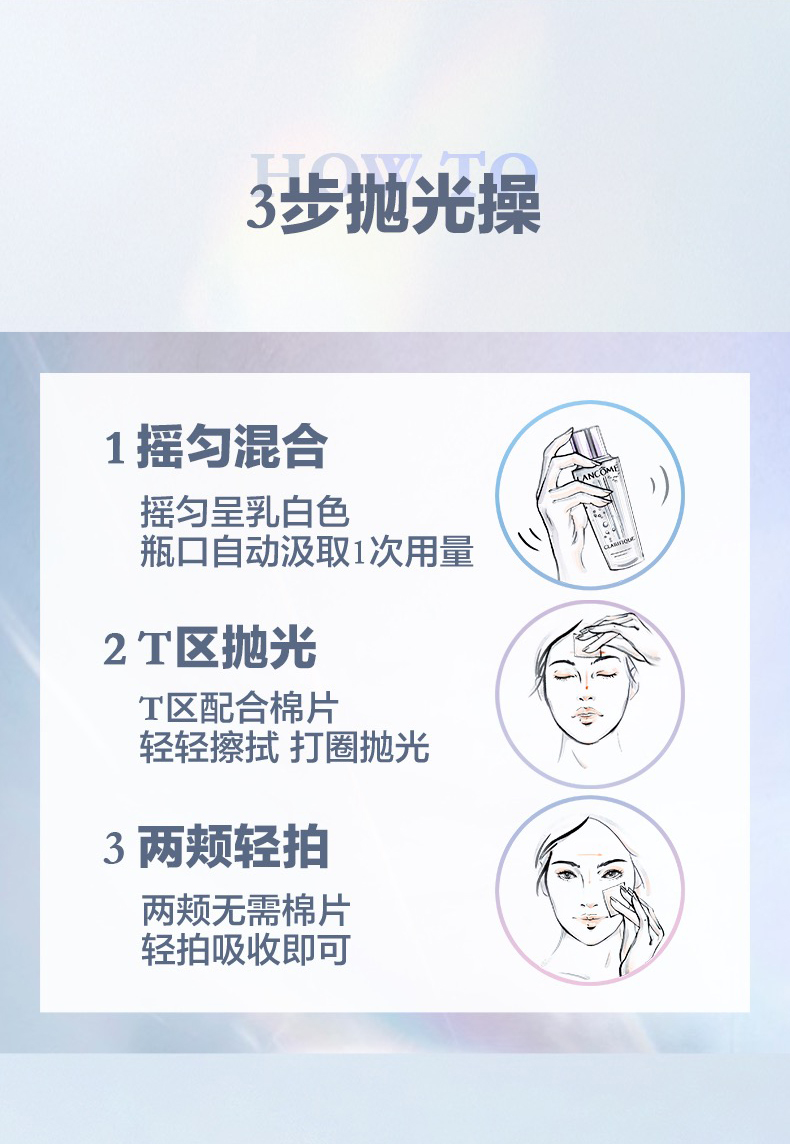 HOW TO
3步抛光操
1 摇匀混合
摇匀呈乳白色
瓶口自动汲取1次用量
LANCÔME
CLARIFIQUE
2 T区抛光
T区配合棉片
轻轻擦拭 打圈抛光
3 两颊轻拍
两颊无需棉片
轻拍吸收即可